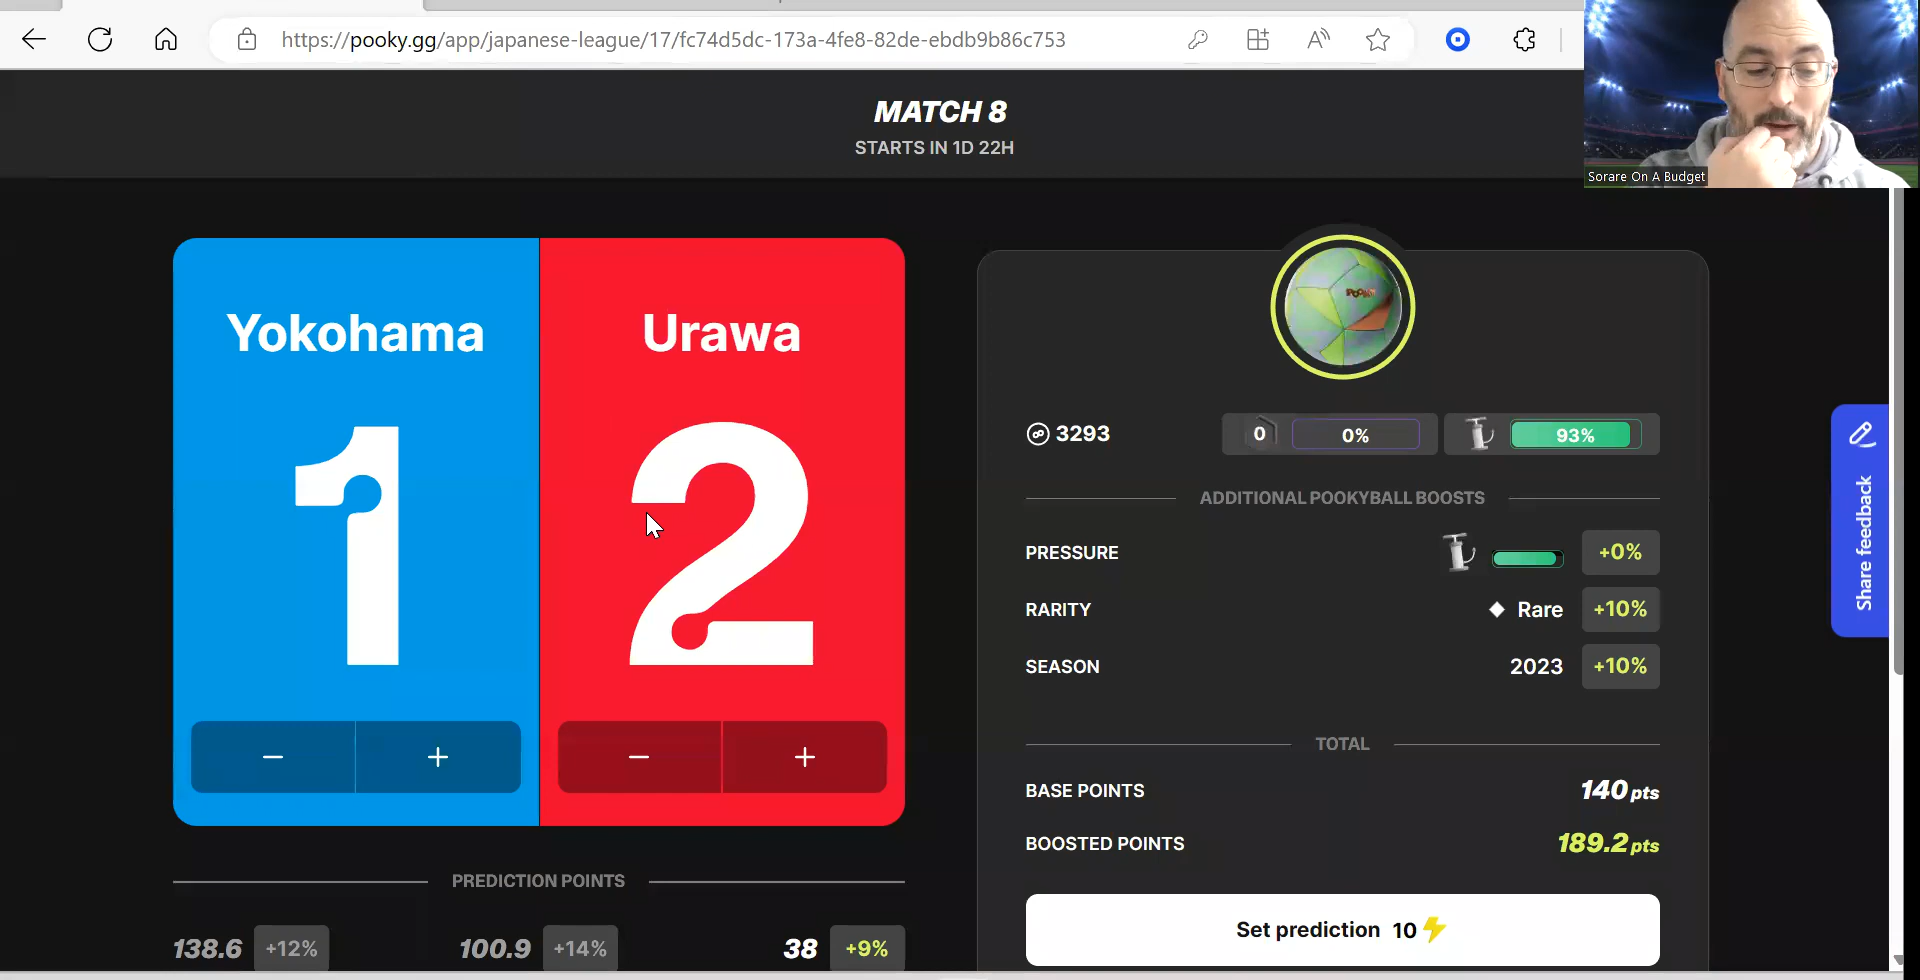 https://pooky.gg/app/japanese-league/17/fc74d5dc-173a-4fe8-82de-ebdb9b86c753
MATCH 8
STARTS IN 1D 22H
Sorare On A Budget
Yokohama
Urawa
1
2
POOKY
3293
0
0%
93%
ADDITIONAL POOKYBALL BOOSTS
PRESSURE
+0%
RARITY
Rare
+10%
SEASON
2023
+10%
TOTAL
BASE POINTS
140 pts
BOOSTED POINTS
189.2 pts
Set prediction 10
PREDICTION POINTS
138.6 +12%
100.9 +14%
38 +9%
Share feedback